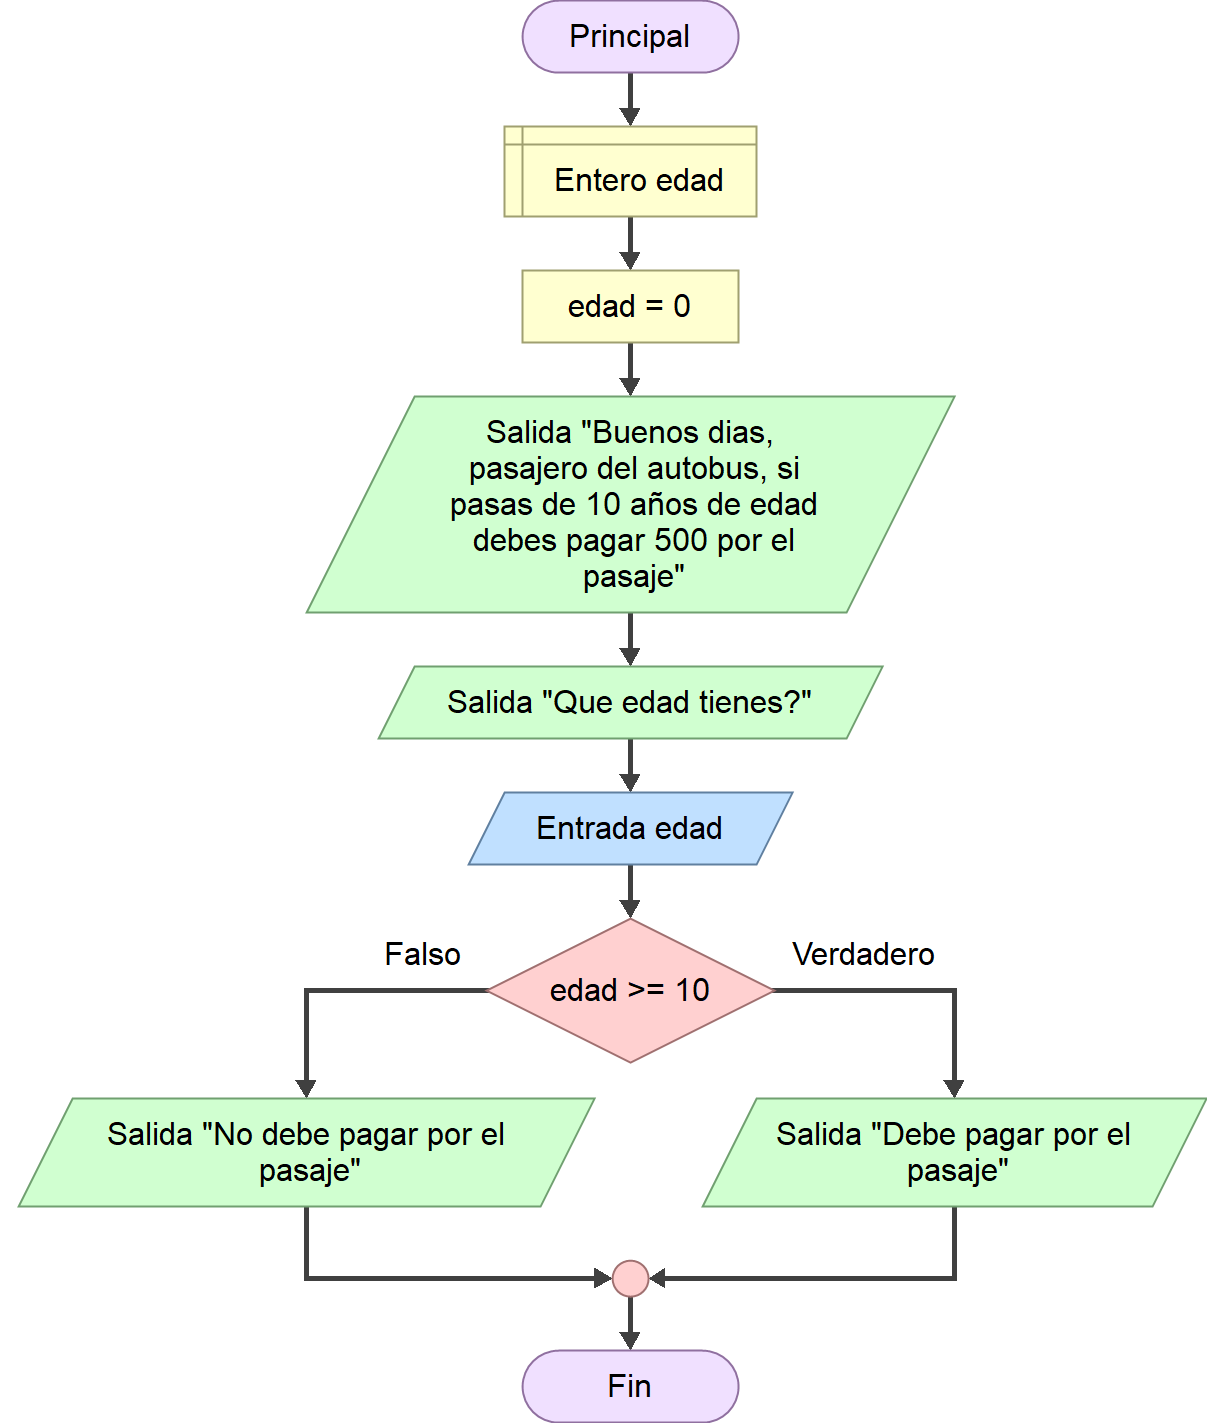 Principal
Entero edad
edad = 0
Salida "Buenos dias,
pasajero del autobus, si
pasas de 10 años de edad
debes pagar 500 por el
pasaje"
Salida "Que edad tienes?"
Entrada edad
Falso
Verdadero
edad >= 10
Salida "No debe pagar por el
pasaje"
Salida "Debe pagar por el
pasaje"
Fin